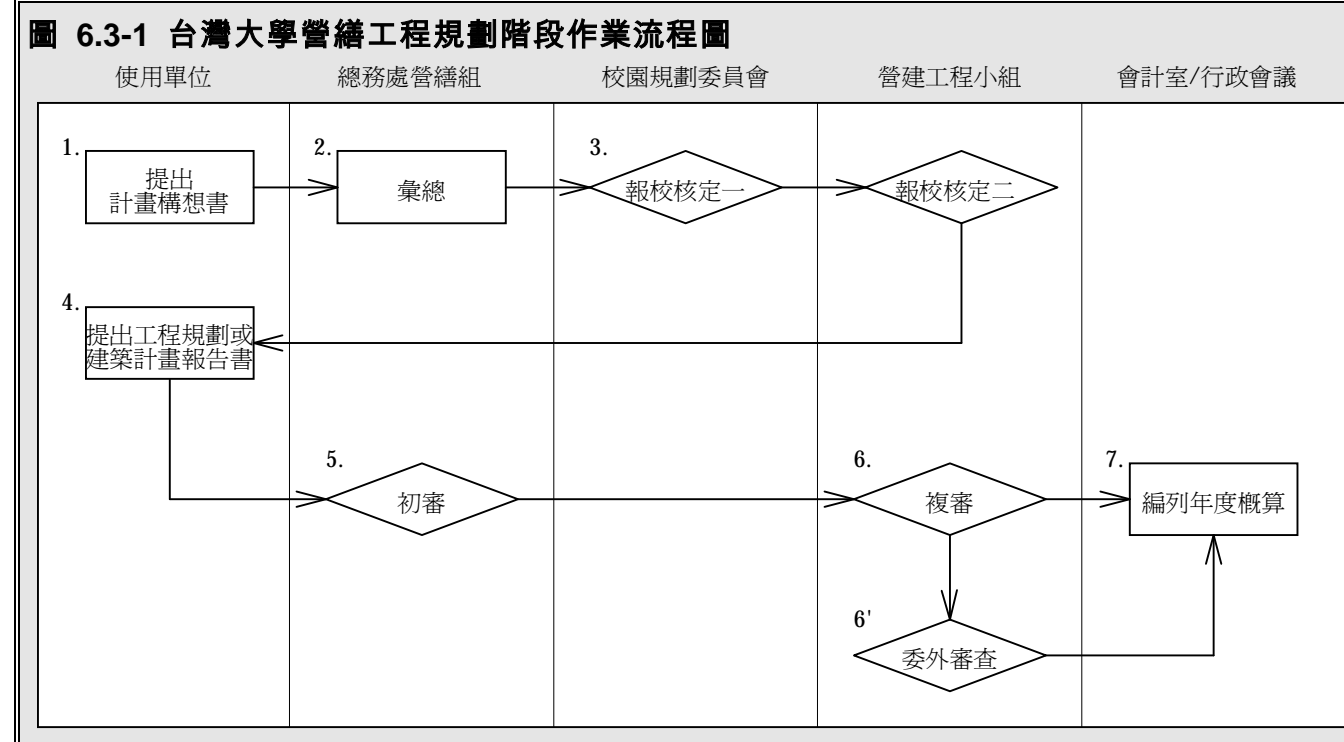 圖 6.3-1 台灣大學營繕工程規劃階段作業流程圖
使用單位 總務處營繕組 校園規劃委員會 營建工程小組 會計室/行政會議
1.
提出
計畫構想書
2.
彙總
3.
報校核定一
報校核定二
4.
提出工程規劃或
建築計畫報告書
5.
初審
6.
複審
7.
編列年度概算
6'
委外審查